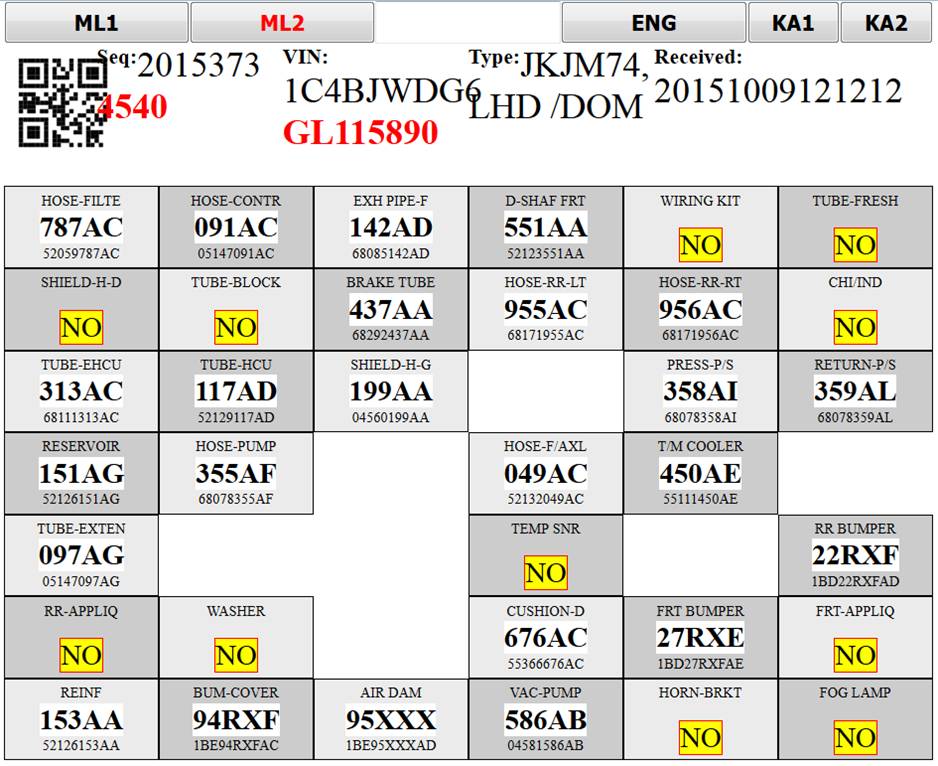 ML1 ML2 ENG KA1 KA2
Seq: 2015373 VIN: Type: JKJM74, Received:
4540 1C4BJWDG6 LHD /DOM 20151009121212
GL115890
HOSE-FILTE HOSE-CONTR EXH PIPE-F D-SHAF FRT WIRING KIT TUBE-FRESH
787AC 091AC 142AD 551AA NO NO
52059787AC 05147091AC 68085142AD 52123551AA
SHIELD-H-D TUBE-BLOCK BRAKE TUBE HOSE-RR-LT HOSE-RR-RT CHI/IND
NO NO 437AA 955AC 956AC NO
68292437AA 68171955AC 68171956AC
TUBE-EHCU TUBE-HCU SHIELD-H-G PRESS-P/S RETURN-P/S
313AC 117AD 199AA 358AI 359AL
68111313AC 52129117AD 04560199AA 68078358AI 68078359AL
RESERVOIR HOSE-PUMP HOSE-F/AXL T/M COOLER
151AG 355AF 049AC 450AE
52126151AG 68078355AF 52132049AC 55111450AE
TUBE-EXTEN TEMP SNR RR BUMPER
097AG NO 22RXF
05147097AG 1BD22RXFAD
RR-APPLIQ WASHER CUSHION-D FRT BUMPER FRT-APPLIQ
NO NO 676AC 27RXE NO
55366676AC 1BD27RXFAE
REINF BUM-COVER AIR DAM VAC-PUMP HORN-BRKT FOG LAMP
153AA 94RXF 95XXX 586AB NO NO
52126153AA 1BE94RXFAC 1BE95XXXAD 04581586AB